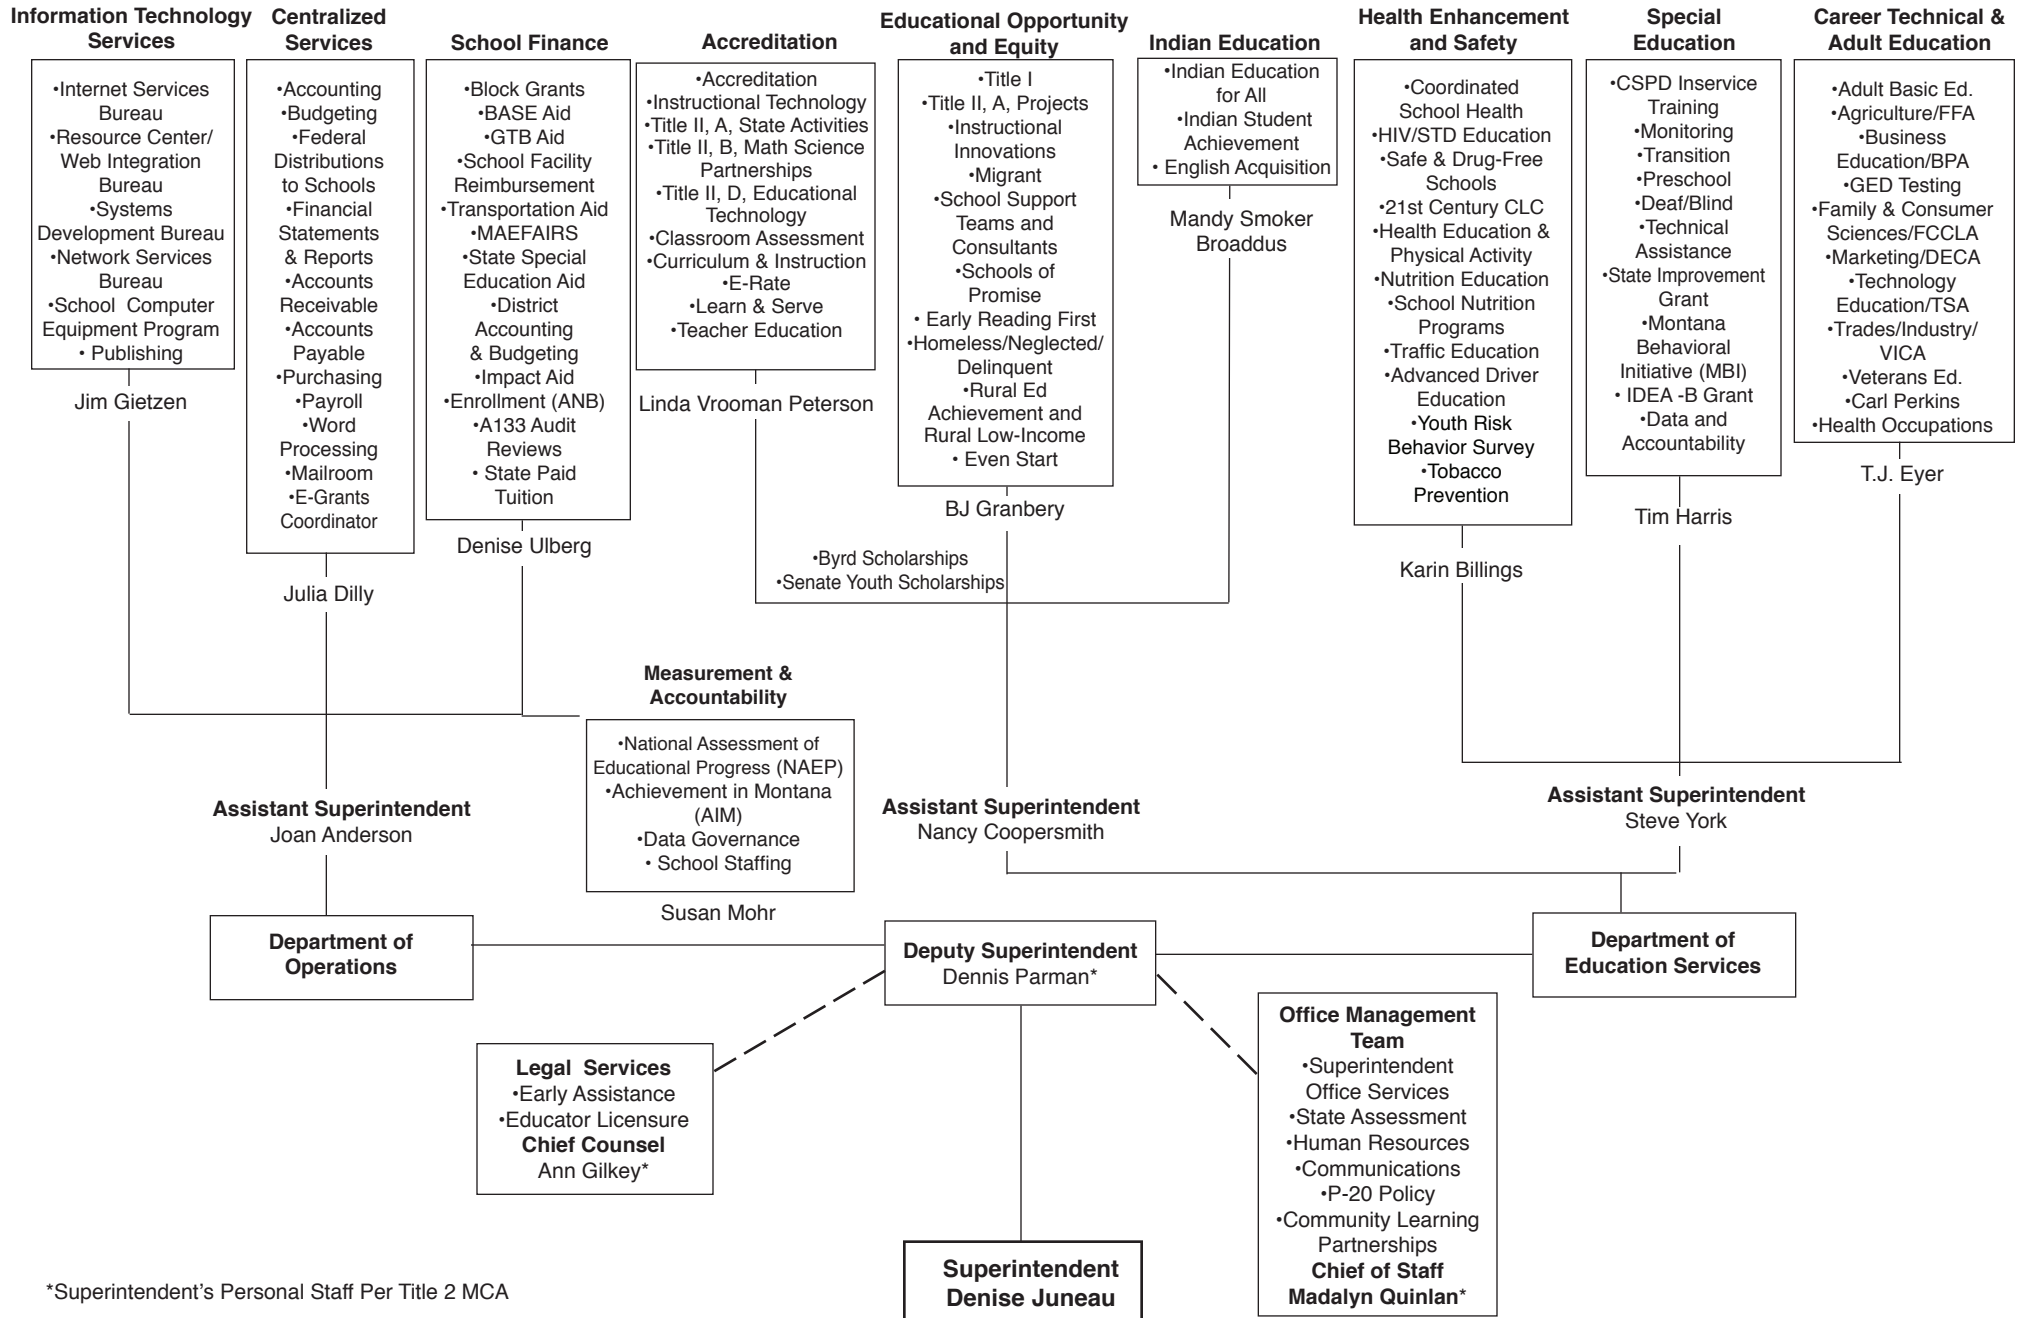 Information Technology
Services
•Internet Services
Bureau
•Resource Center/
Web Integration
Bureau
•Systems
Development Bureau
•Network Services
Bureau
•School  Computer
Equipment Program
• Publishing
Jim Gietzen
Centralized
Services
•Accounting
•Budgeting
•Federal
Distributions
to Schools
•Financial
Statements
& Reports
•Accounts
Receivable
•Accounts
Payable
•Purchasing
•Payroll
•Word
Processing
•Mailroom
•E-Grants
Coordinator
Julia Dilly
School Finance
•Block Grants
•BASE Aid
•GTB Aid
•School Facility
Reimbursement
•Transportation Aid
•MAEFAIRS
•State Special
Education Aid
•District
Accounting
& Budgeting
•Impact Aid
•Enrollment (ANB)
•A133 Audit
Reviews
• State Paid
Tuition
Denise Ulberg
Accreditation
•Accreditation
•Instructional Technology
•Title II, A, State Activities
•Title II, B, Math Science
Partnerships
•Title II, D, Educational
Technology
•Classroom Assessment
•Curriculum & Instruction
•E-Rate
•Learn & Serve
•Teacher Education
Linda Vrooman Peterson
Educational Opportunity
and Equity
•Title I
•Title II, A, Projects
•Instructional
Innovations
•Migrant
•School Support
Teams and
Consultants
•Schools of
Promise
• Early Reading First
•Homeless/Neglected/
Delinquent
•Rural Ed
Achievement and
Rural Low-Income
• Even Start
BJ Granbery
Indian Education
•Indian Education
for All
•Indian Student
Achievement
• English Acquisition
Mandy Smoker
Broaddus
Health Enhancement
and Safety
•Coordinated
School Health
•HIV/STD Education
•Safe & Drug-Free
Schools
•21st Century CLC
•Health Education &
Physical Activity
•Nutrition Education
•School Nutrition
Programs
•Traffic Education
•Advanced Driver
Education
•Youth Risk
Behavior Survey
•Tobacco
Prevention
Karin Billings
Special
Education
•CSPD Inservice
Training
•Monitoring
•Transition
•Preschool
•Deaf/Blind
•Technical
Assistance
•State Improvement
Grant
•Montana
Behavioral
Initiative (MBI)
• IDEA -B Grant
•Data and
Accountability
Tim Harris
Career Technical &
Adult Education
•Adult Basic Ed.
•Agriculture/FFA
•Business
Education/BPA
•GED Testing
•Family & Consumer
Sciences/FCCLA
•Marketing/DECA
•Technology
Education/TSA
•Trades/Industry/
VICA
•Veterans Ed.
•Carl Perkins
•Health Occupations
T.J. Eyer
•Byrd Scholarships
•Senate Youth Scholarships
Measurement &
Accountability
•National Assessment of
Educational Progress (NAEP)
•Achievement in Montana
(AIM)
•Data Governance
• School Staffing
Susan Mohr
Assistant Superintendent
Joan Anderson
Assistant Superintendent
Nancy Coopersmith
Assistant Superintendent
Steve York
Department of
Operations
Deputy Superintendent
Dennis Parman*
Department of
Education Services
Legal  Services
•Early Assistance
•Educator Licensure
Chief Counsel
Ann Gilkey*
Office Management
Team
•Superintendent
Office Services
•State Assessment
•Human Resources
•Communications
•P-20 Policy
•Community Learning
Partnerships
Chief of Staff
Madalyn Quinlan*
Superintendent
Denise Juneau
*Superintendent's Personal Staff Per Title 2 MCA